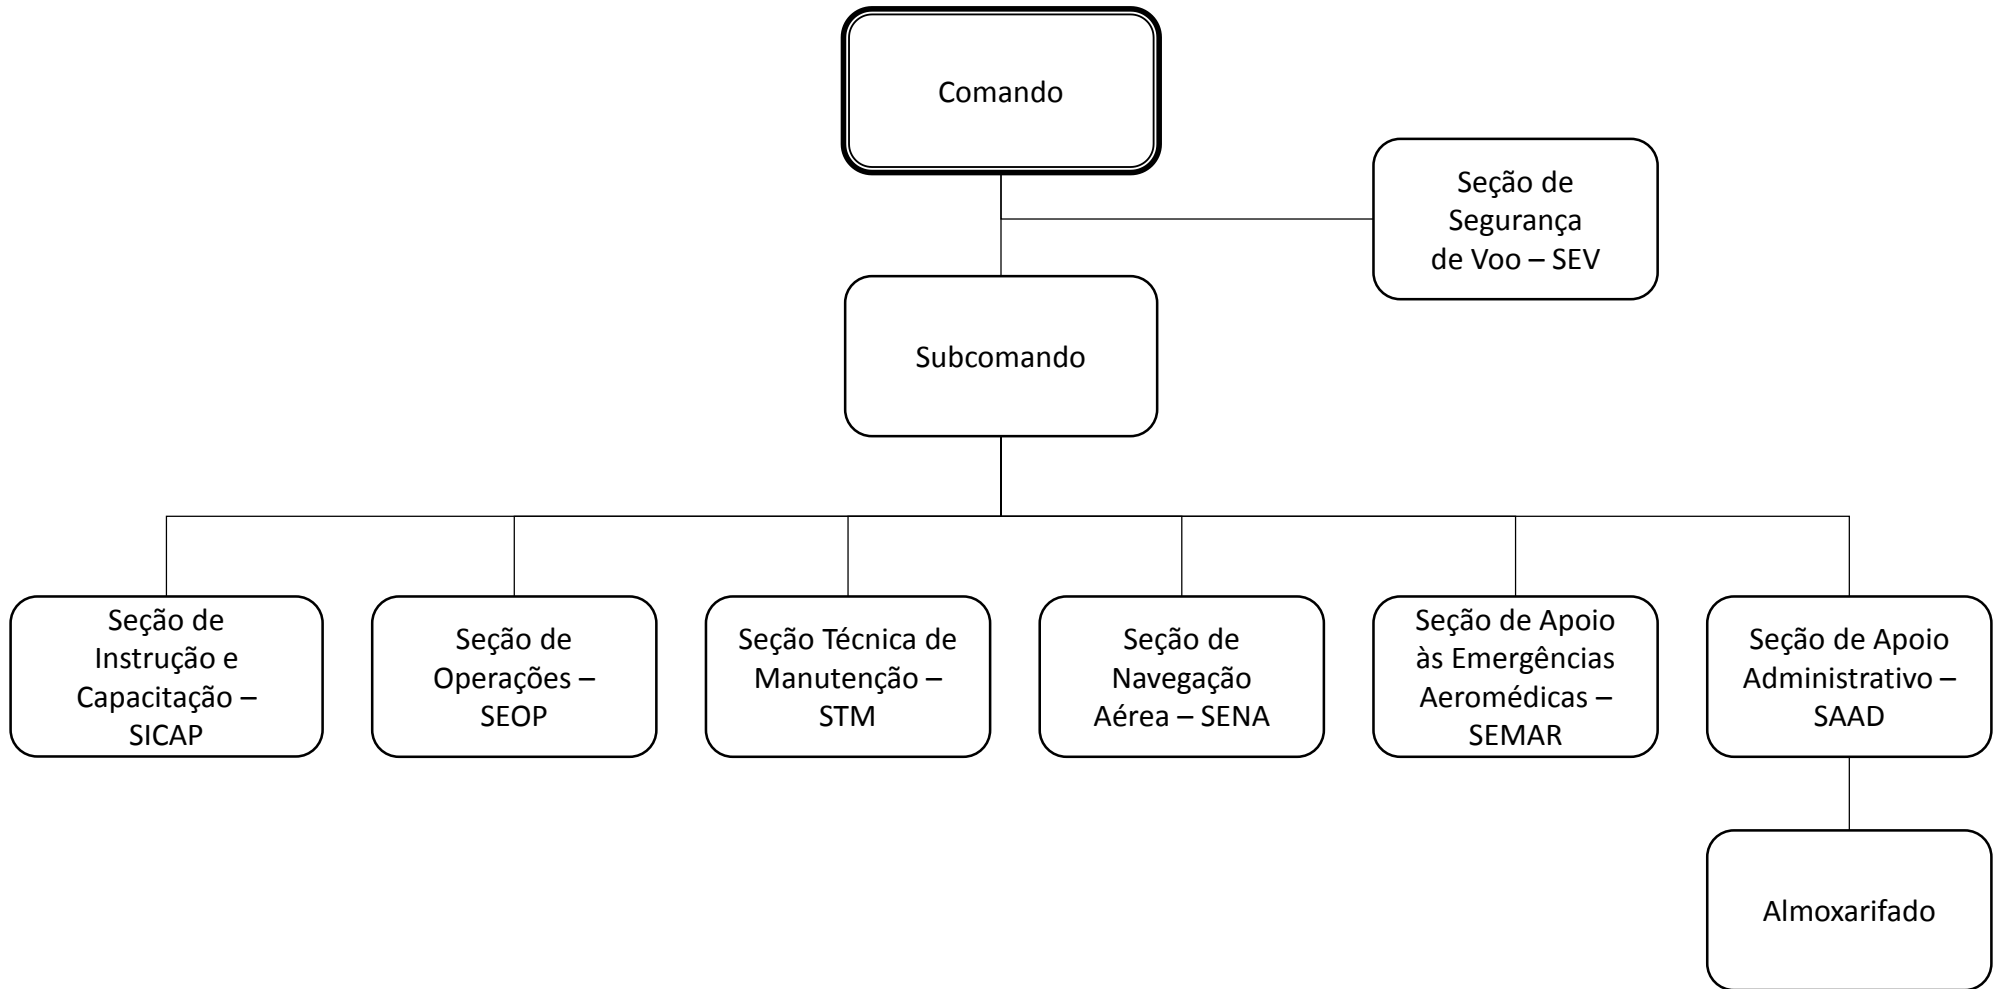 Comando
Seção de
Segurança
de Voo – SEV
Subcomando
Seção de
Instrução e
Capacitação –
SICAP
Seção de
Operações –
SEOP
Seção Técnica de
Manutenção –
STM
Seção de
Navegação
Aérea – SENA
Seção de Apoio
às Emergências
Aeromédicas –
SEMAR
Seção de Apoio
Administrativo –
SAAD
Almoxarifado